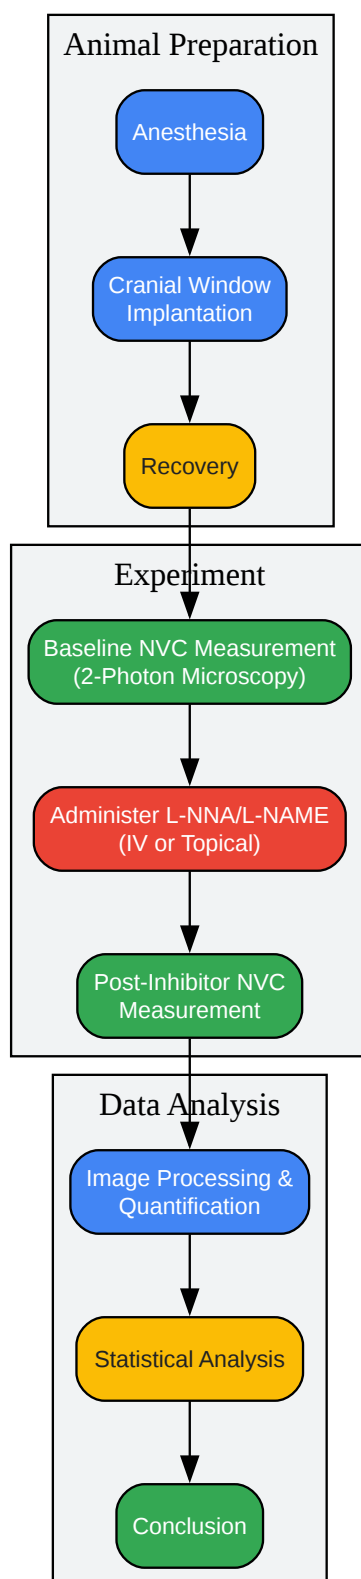 Animal Preparation
Anesthesia
Cranial Window
Implantation
Recovery
Experiment
Baseline NVC Measurement
(2-Photon Microscopy)
Administer L-NNA/L-NAME
(IV or Topical)
Post-Inhibitor NVC
Measurement
Data Analysis
Image Processing &
Quantification
Statistical Analysis
Conclusion